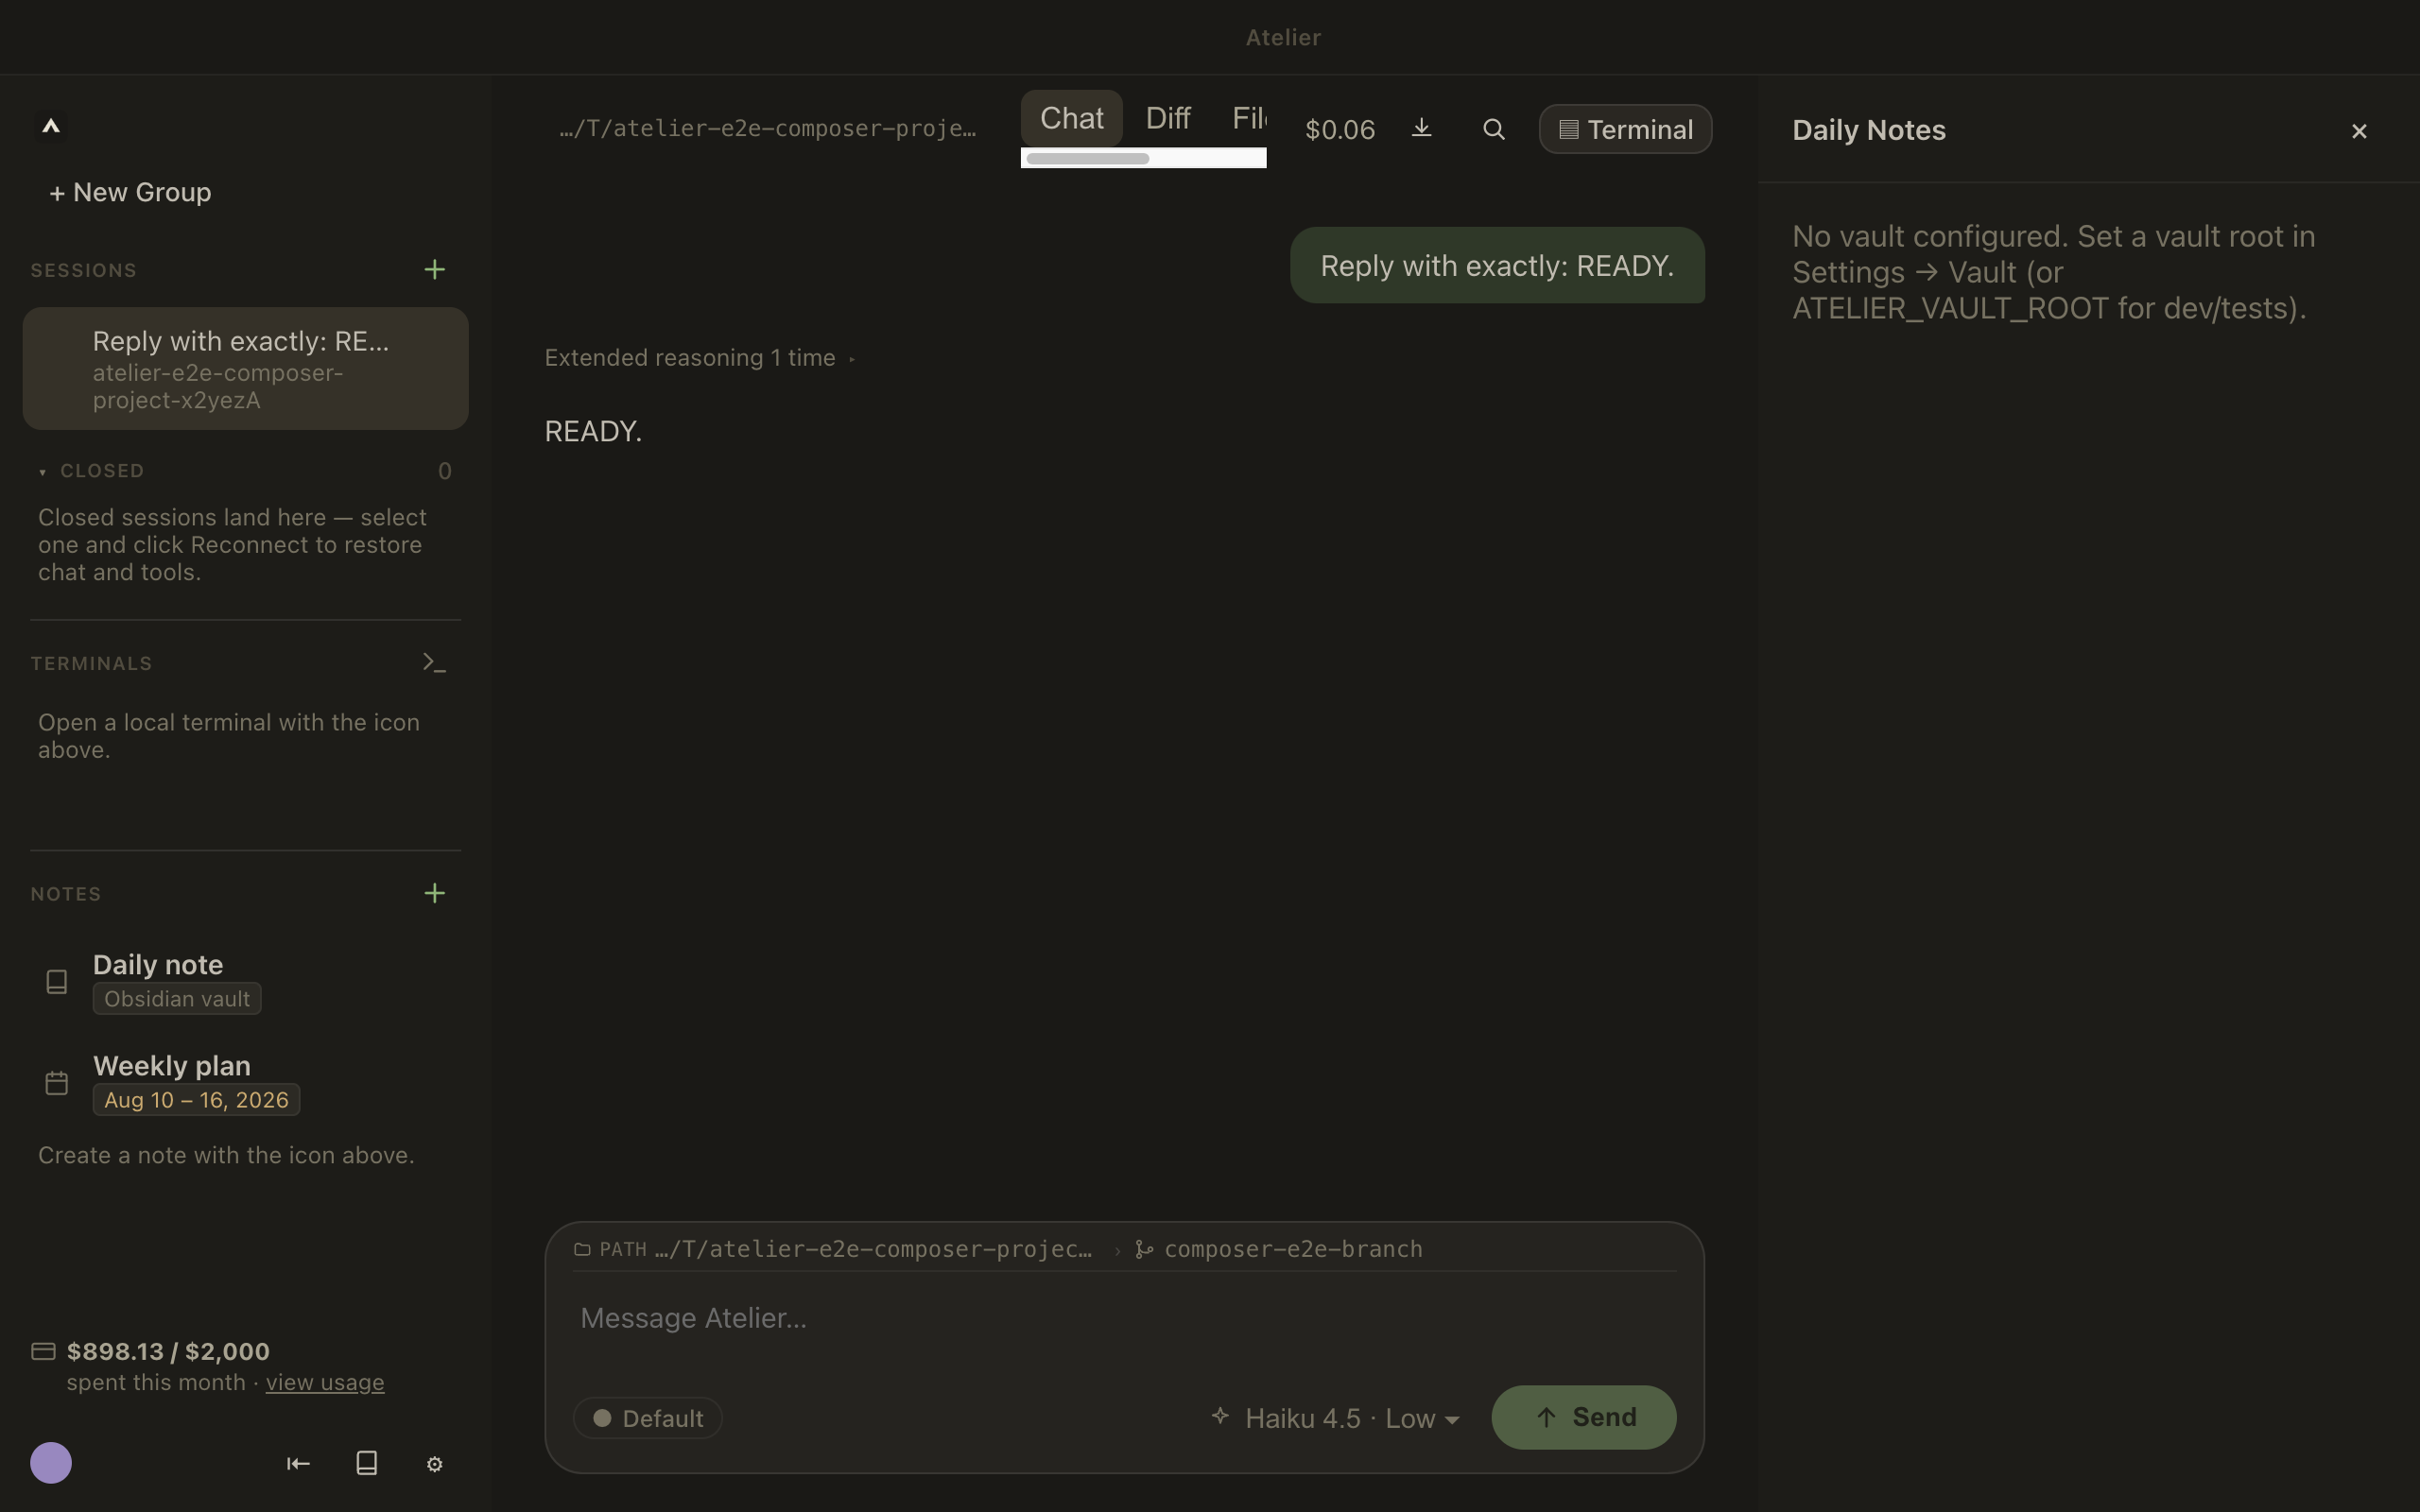 Atelier
+ New Group
SESSIONS
Reply with exactly: RE...
atelier-e2e-composer-
project-x2yezA
CLOSED 0
Closed sessions land here — select
one and click Reconnect to restore
chat and tools.
TERMINALS
Open a local terminal with the icon
above.
NOTES
Daily note
Obsidian vault
Weekly plan
Aug 10 – 16, 2026
Create a note with the icon above.
$898.13 / $2,000
spent this month · view usage
…/T/atelier-e2e-composer-proje…
Chat Diff $0.06 Terminal
Reply with exactly: READY.
Extended reasoning 1 time
READY.
PATH …/T/atelier-e2e-composer-projec… › composer-e2e-branch
Message Atelier...
Default Haiku 4.5 · Low Send
Daily Notes
No vault configured. Set a vault root in
Settings → Vault (or
ATELIER_VAULT_ROOT for dev/tests).